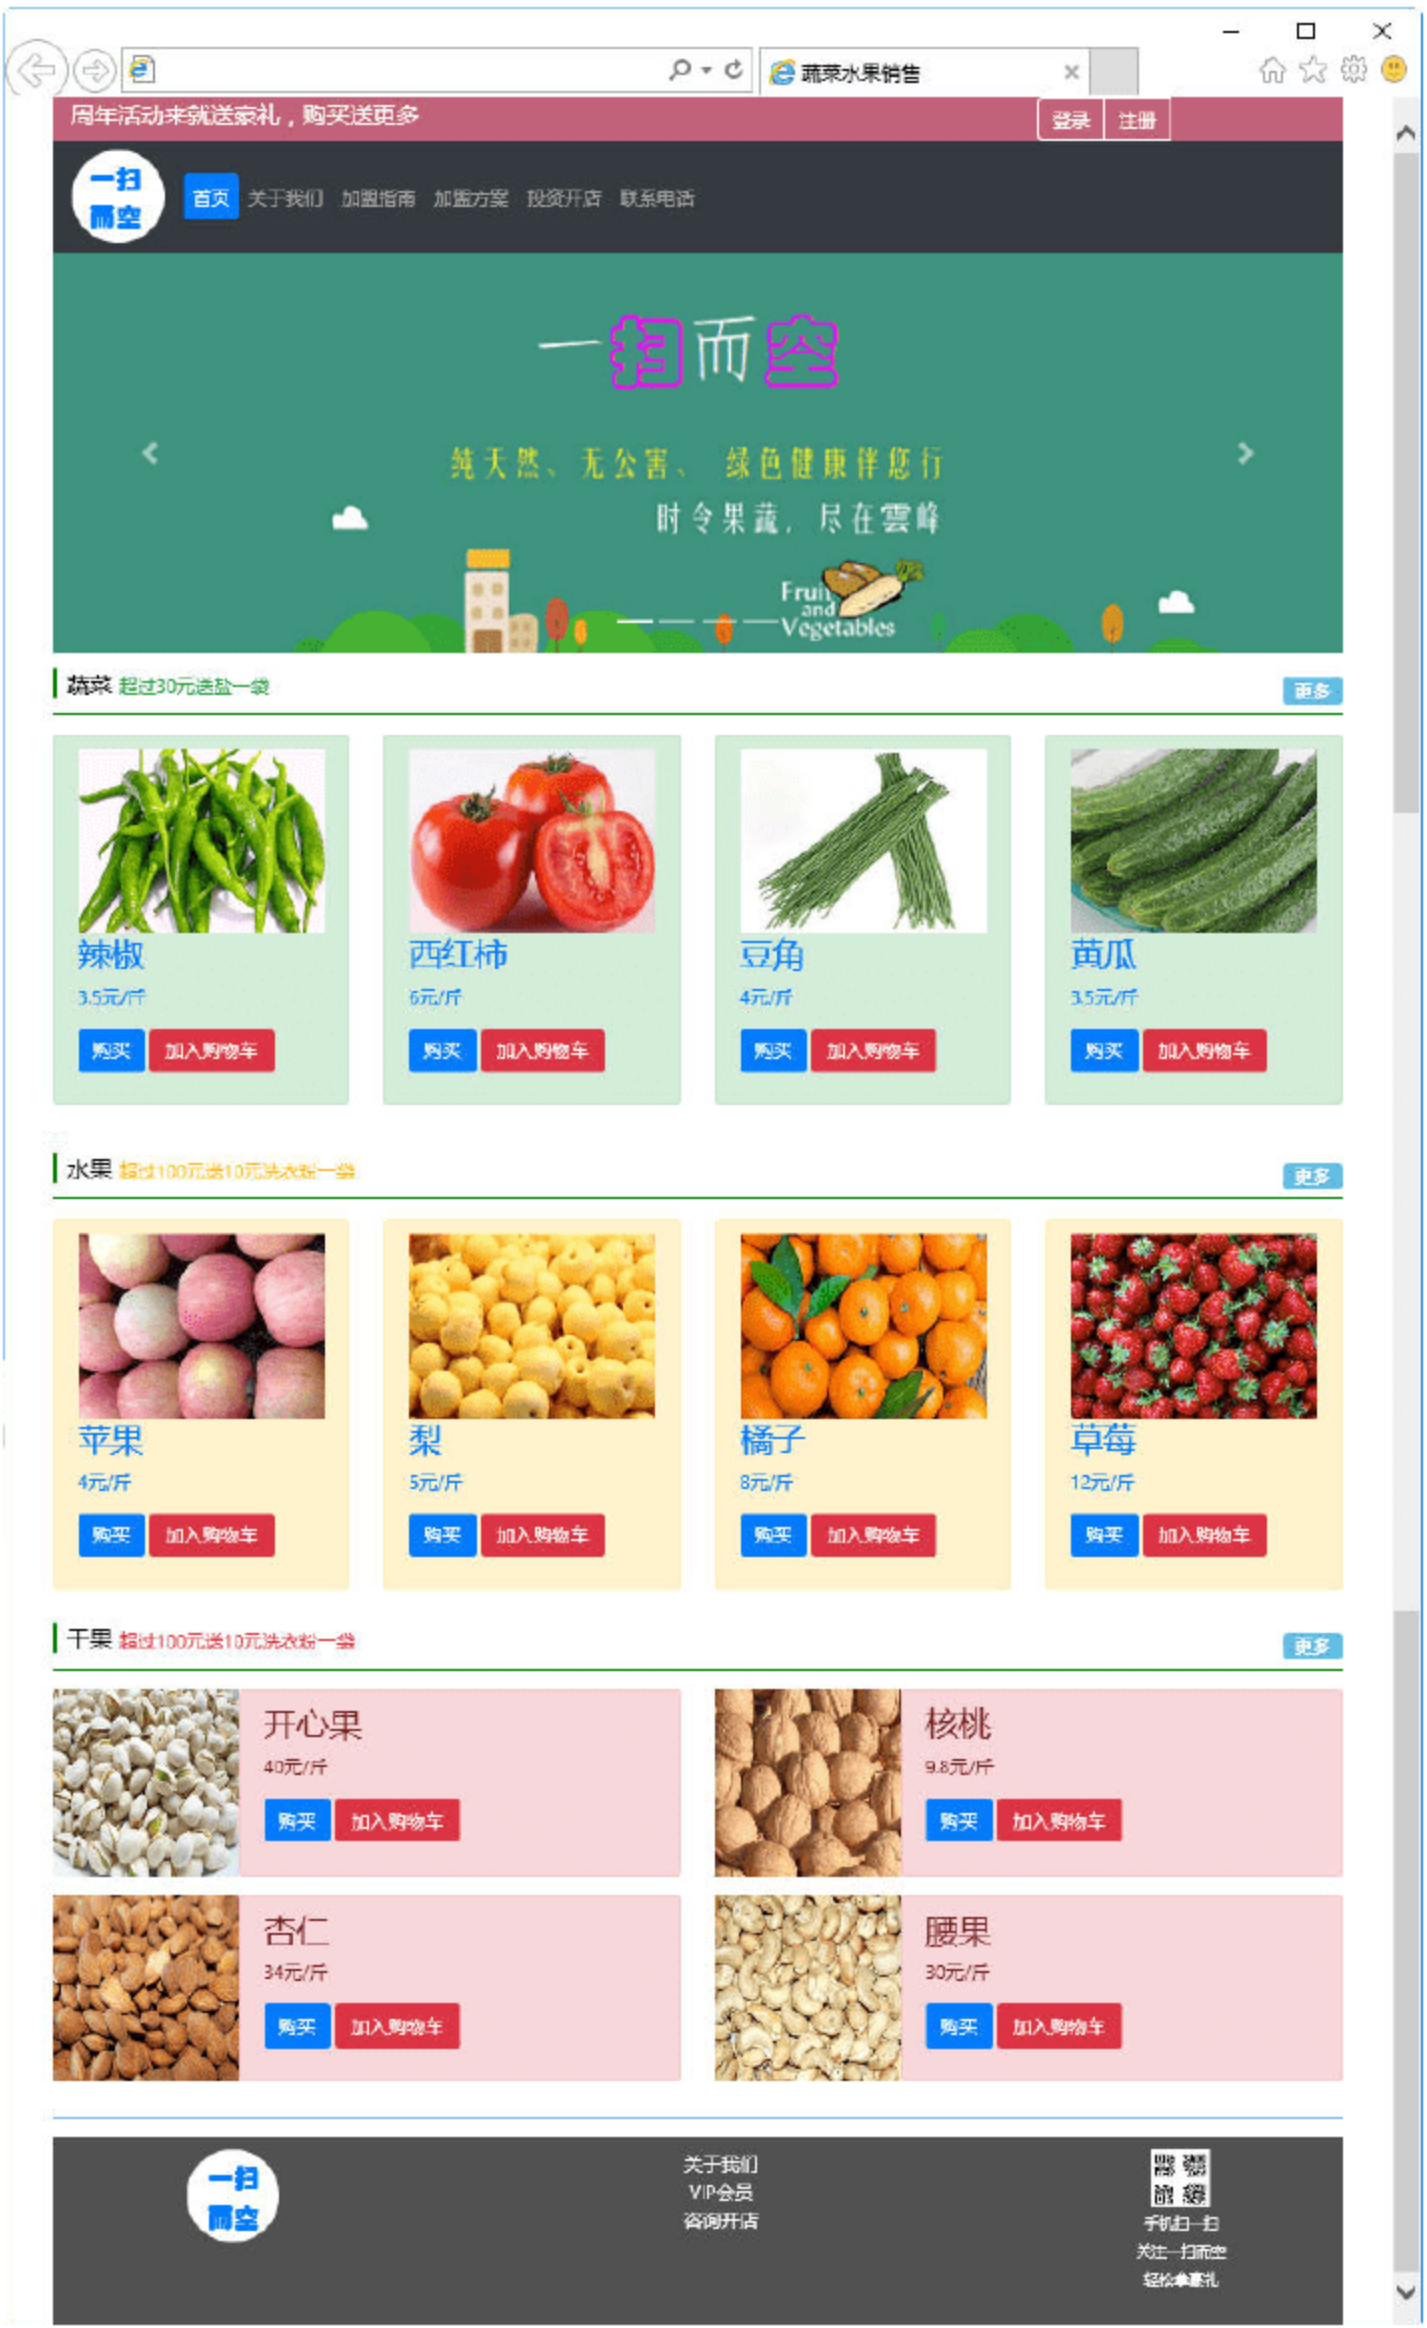 蔬菜水果销售
周年活动来就送豪礼，购买送更多
登录 注册
一扫
而空
首页 关于我们 加盟指南 加盟方案 投资开店 联系电话
一扫而空
纯天然、无公害、 绿色健康伴您行
时令果蔬, 尽在雲峰
Fruit
and
Vegetables
蔬菜 超过30元送盐一袋 更多
辣椒 西红柿 豆角 黄瓜
3.5元/斤 6元/斤 4元/斤 3.5元/斤
购买 加入购物车 购买 加入购物车 购买 加入购物车 购买 加入购物车
水果 超过100元送10元洗衣粉一袋 更多
苹果 梨 橘子 草莓
4元/斤 5元/斤 8元/斤 12元/斤
购买 加入购物车 购买 加入购物车 购买 加入购物车 购买 加入购物车
干果 超过100元送10元洗衣粉一袋 更多
开心果 核桃
40元/斤 9.8元/斤
购买 加入购物车 购买 加入购物车
杏仁 腰果
34元/斤 30元/斤
购买 加入购物车 购买 加入购物车
一扫
而空
关于我们
VIP会员
咨询开店
手机扫一扫
关注一扫而空
轻松拿豪礼